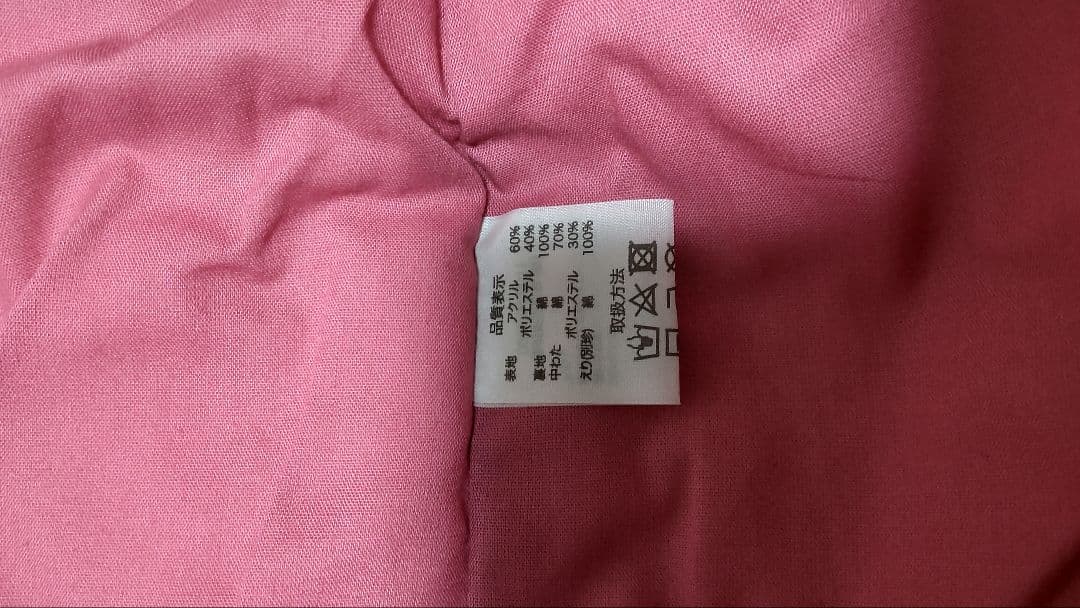 品質表示
表地 アクリル 60%
ポリエステル 40%
裏地 綿 100%
中わた 綿 70%
ポリエステル 30%
えり(別珍) 綿 100%
取扱方法